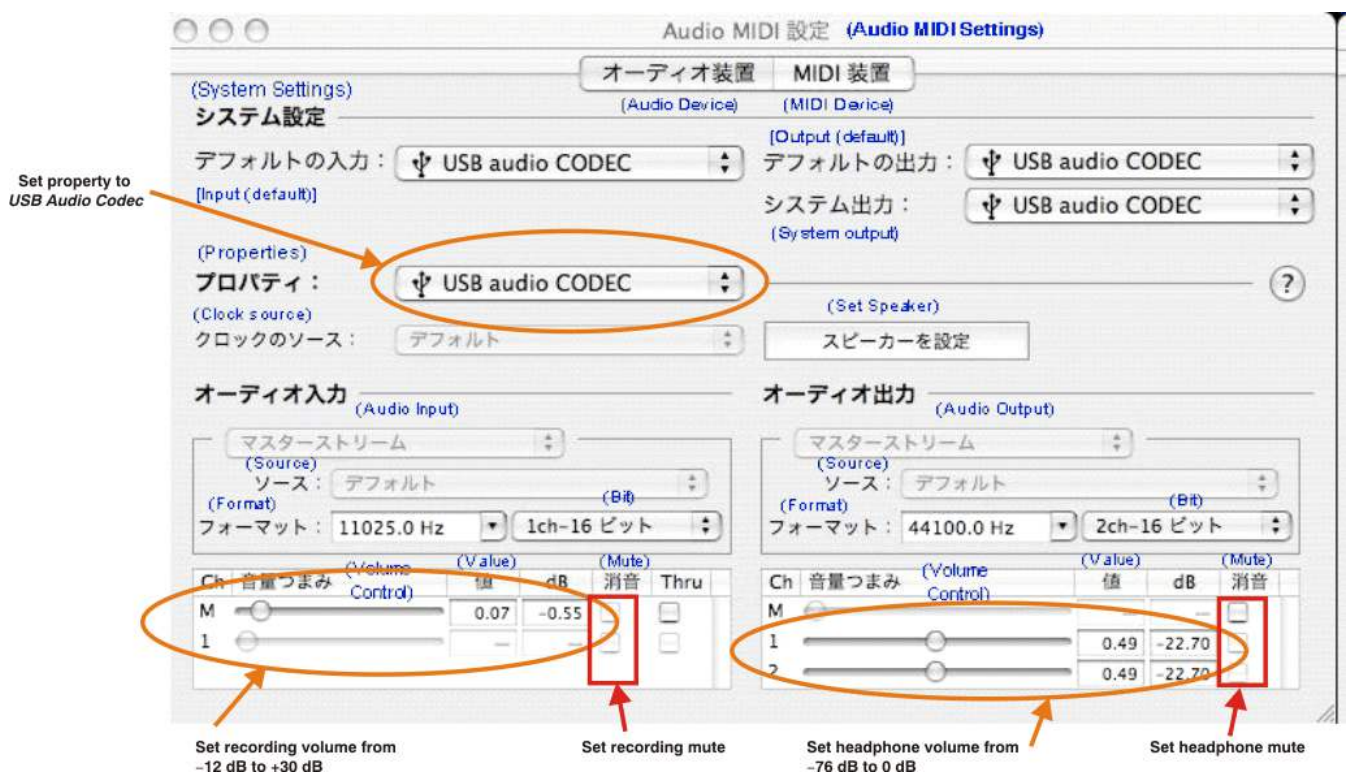 Audio MIDI 設定 (Audio MIDI Settings)
オーディオ装置 MIDI 装置
(Audio Device) (MIDI Device)
(System Settings)
システム設定
[Output (default)]
デフォルトの入力： USB audio CODEC デフォルトの出力： USB audio CODEC
[Input (default)]
システム出力： USB audio CODEC
(System output)
Set property to
USB Audio Codec
(Properties)
プロパティ： USB audio CODEC
?
(Clock source)
クロックのソース： デフォルト
(Set Speaker)
スピーカーを設定
オーディオ入力
(Audio Input)
マスターストリーム
(Source)
ソース： デフォルト
(Format) (Bit)
フォーマット： 11025.0 Hz 1ch-16 ビット
(Volume Control) (Value) (Mute)
Ch 音量つまみ 値 dB 消音 Thru
M 0.07 -0.55
1 — —
オーディオ出力
(Audio Output)
マスターストリーム
(Source)
ソース： デフォルト
(Format) (Bit)
フォーマット： 44100.0 Hz 2ch-16 ビット
(Volume Control) (Value) (Mute)
Ch 音量つまみ 値 dB 消音
M — —
1 0.49 -22.70
2 0.49 -22.70
Set recording volume from
−12 dB to +30 dB
Set recording mute
Set headphone volume from
−76 dB to 0 dB
Set headphone mute